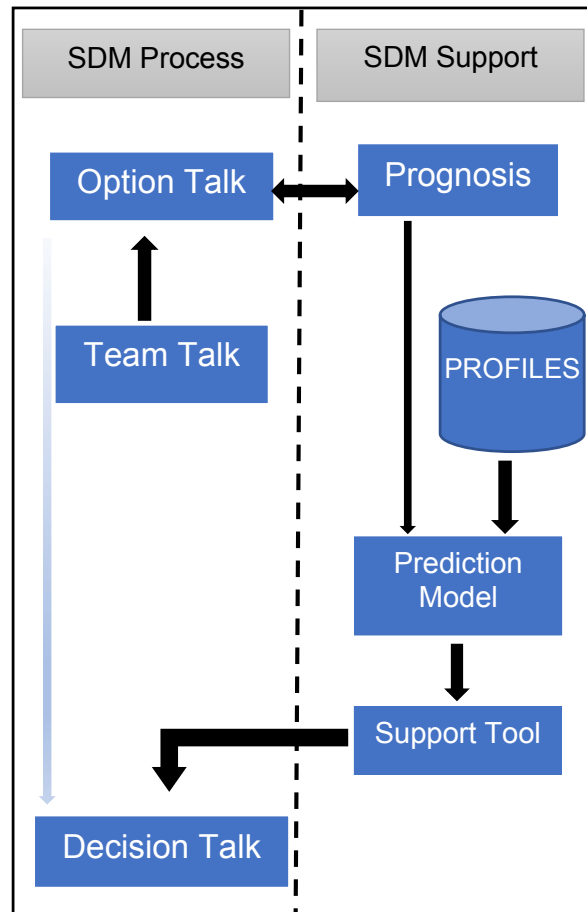 SDM Process
SDM Support
Option Talk
Prognosis
Team Talk
PROFILES
Prediction
Model
Support Tool
Decision Talk